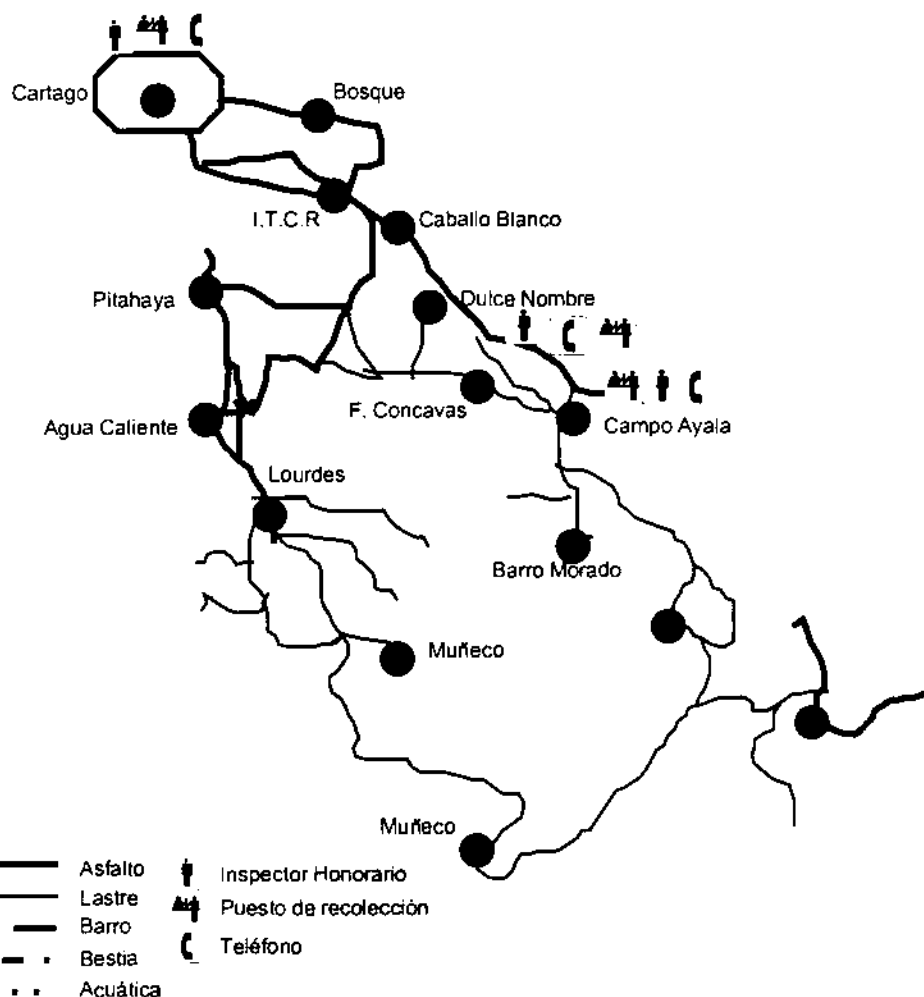 Cartago
Bosque
I.T.C.R
Caballo Blanco
Pitahaya
Dulce Nombre
F. Concavas
Agua Caliente
Campo Ayala
Lourdes
Barro Morado
Muñeco
Muñeco
Asfalto
Lastre
Barro
Bestia
Acuática
Inspector Honorario
Puesto de recolección
Teléfono